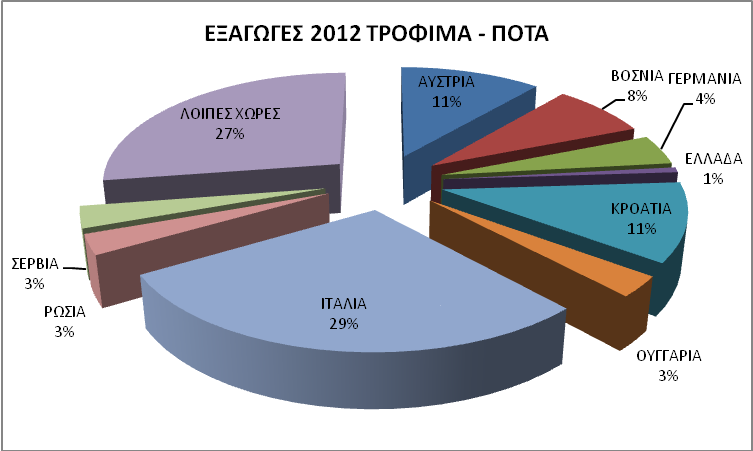 ΕΞΑΓΩΓΕΣ 2012 ΤΡΟΦΙΜΑ - ΠΟΤΑ
ΑΥΣΤΡΙΑ
11%
ΒΟΣΝΙΑ
8%
ΓΕΡΜΑΝΙΑ
4%
ΕΛΛΑΔΑ
1%
ΚΡΟΑΤΙΑ
11%
ΟΥΓΓΑΡΙΑ
3%
ΙΤΑΛΙΑ
29%
ΡΩΣΙΑ
3%
ΣΕΡΒΙΑ
3%
ΛΟΙΠΕΣ ΧΩΡΕΣ
27%